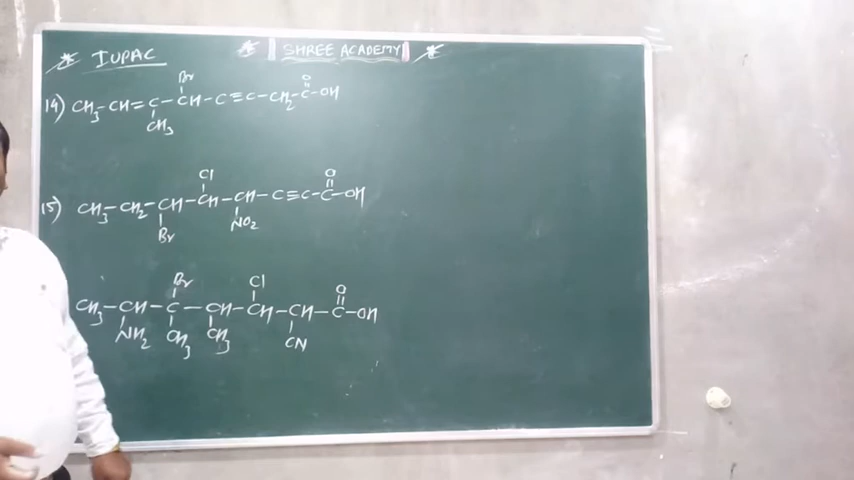 IUPAC
SHREE ACADEMY
Br O
14) CH3-CH=C-CH-C≡C-CH2-C-OH
CH3
Cl O
15) CH3-CH2-CH-CH-CH-C≡C-C-OH
Br NO2
Br Cl O
CH3-CH-C-CH-CH-CH-C-OH
NH2 CH3 CH3 CN